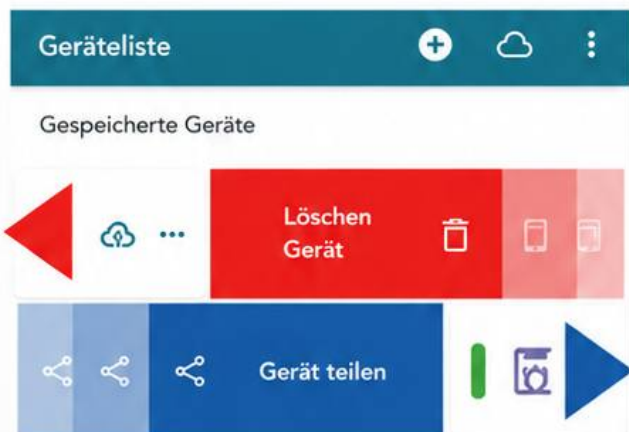 Geräteliste
Gespeicherte Geräte
Löschen
Gerät
Gerät teilen